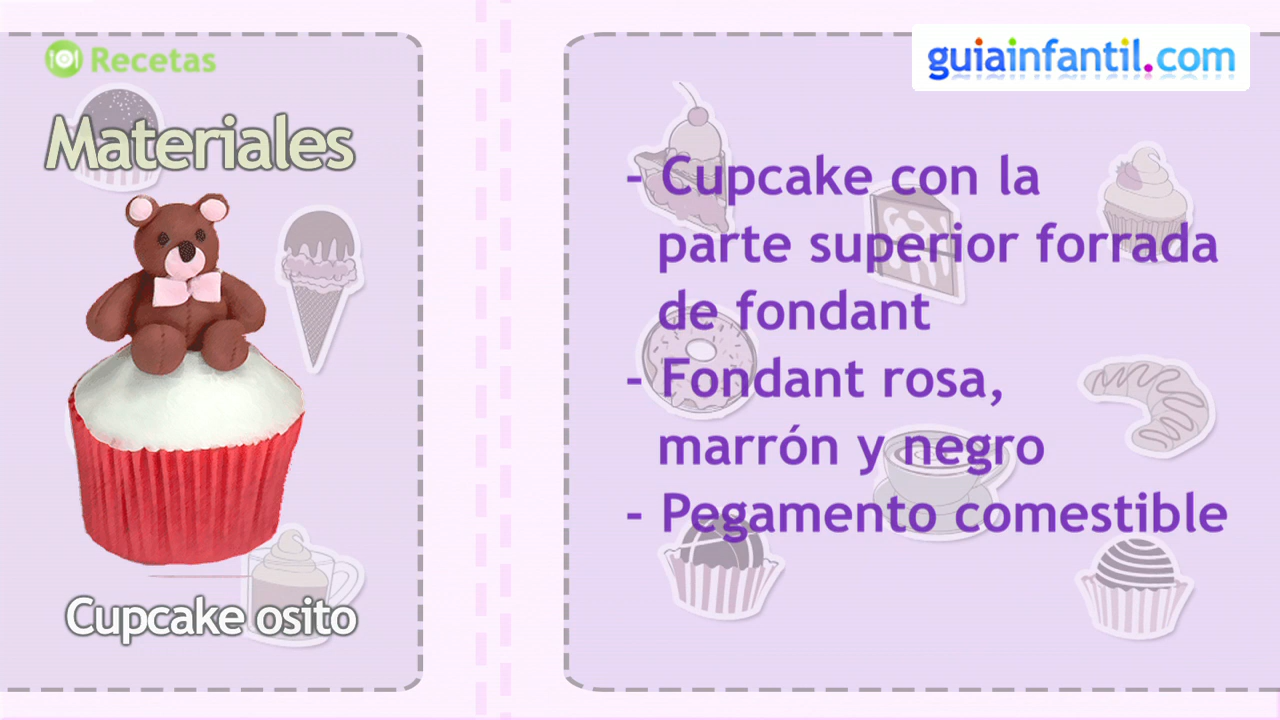 Recetas
Materiales
Cupcake osito
guiainfantil.com
- Cupcake con la
parte superior forrada
de fondant
- Fondant rosa,
marrón y negro
- Pegamento comestible